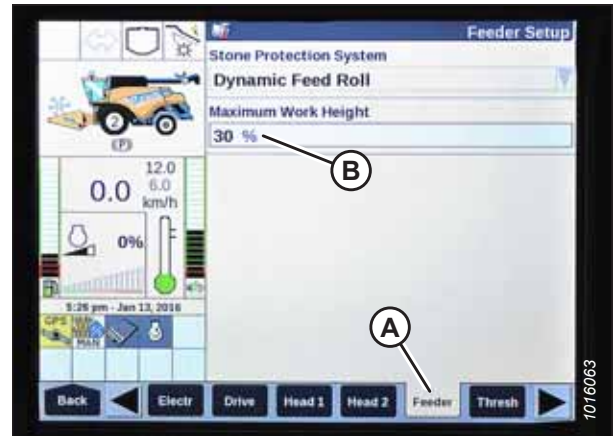 Feeder Setup
Stone Protection System
Dynamic Feed Roll
Maximum Work Height
30 %
B
2
(P)
12.0
6.0
0.0 km/h
0%
5:26 pm - Jan 13, 2016
GPS
MAN
A
Back Electr Drive Head 1 Head 2 Feeder Thresh
1016063